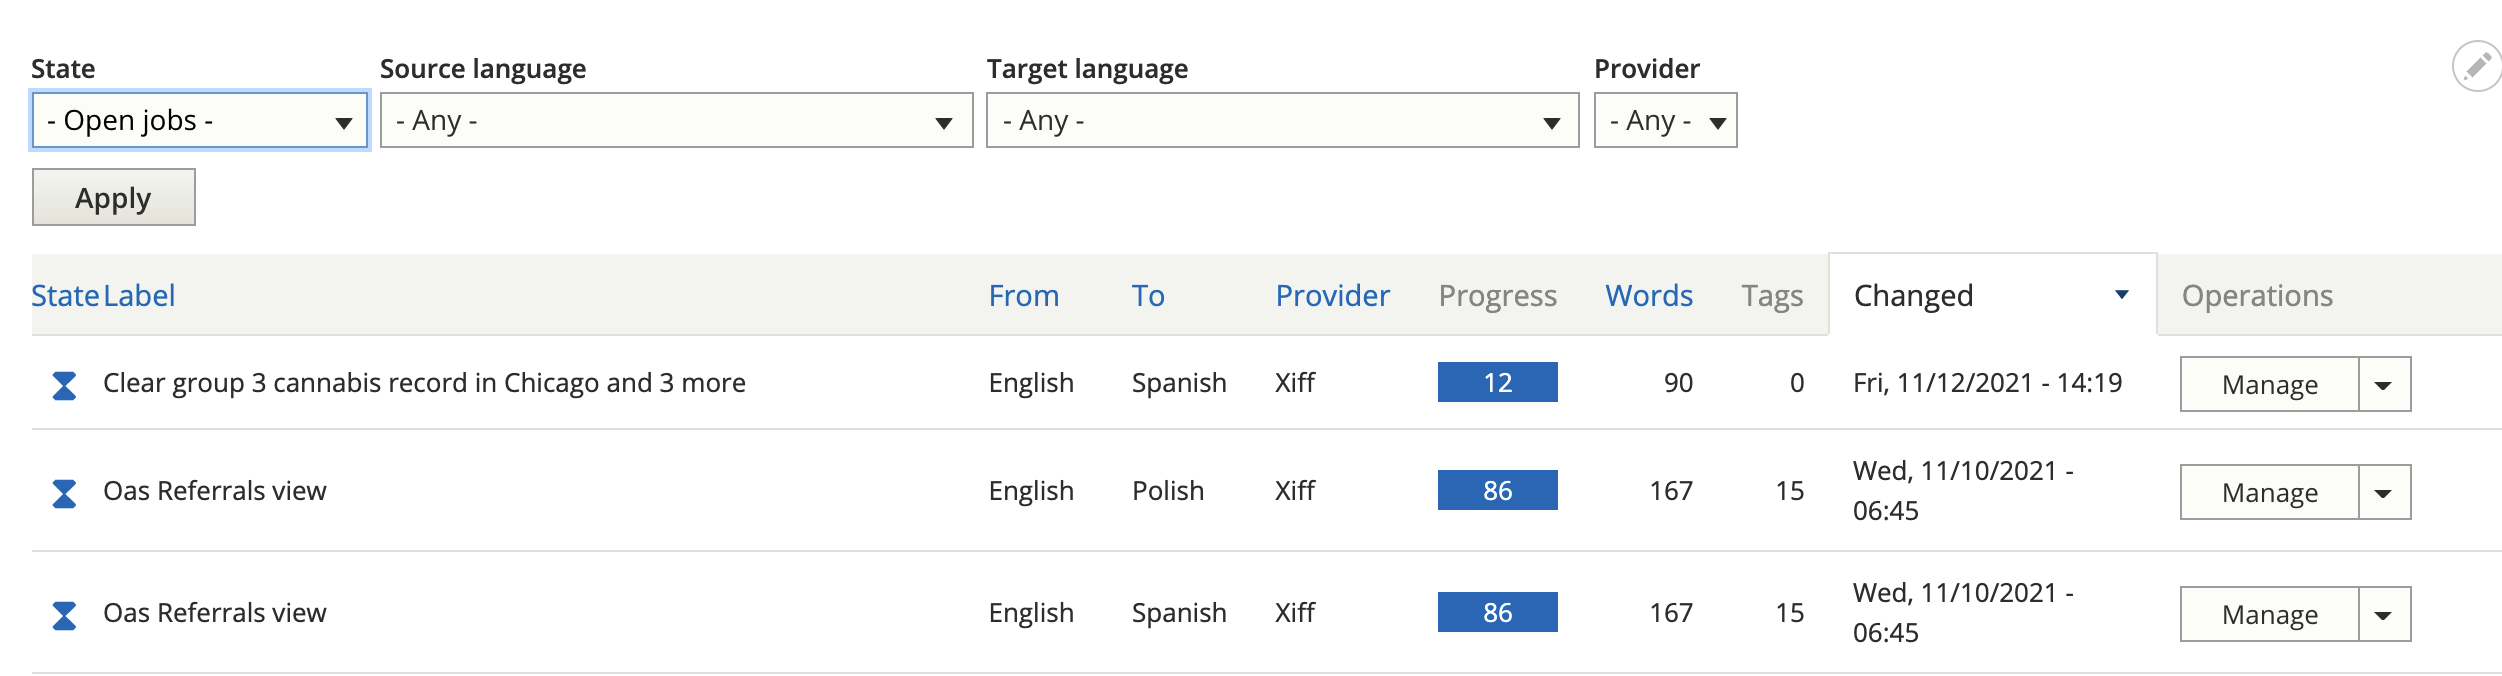 State Source language Target language Provider
- Open jobs - - Any - - Any - - Any -
Apply
State Label From To Provider Progress Words Tags Changed Operations
Clear group 3 cannabis record in Chicago and 3 more English Spanish Xiff 12 90 0 Fri, 11/12/2021 - 14:19 Manage
Oas Referrals view English Polish Xiff 86 167 15 Wed, 11/10/2021 -
06:45 Manage
Oas Referrals view English Spanish Xiff 86 167 15 Wed, 11/10/2021 -
06:45 Manage